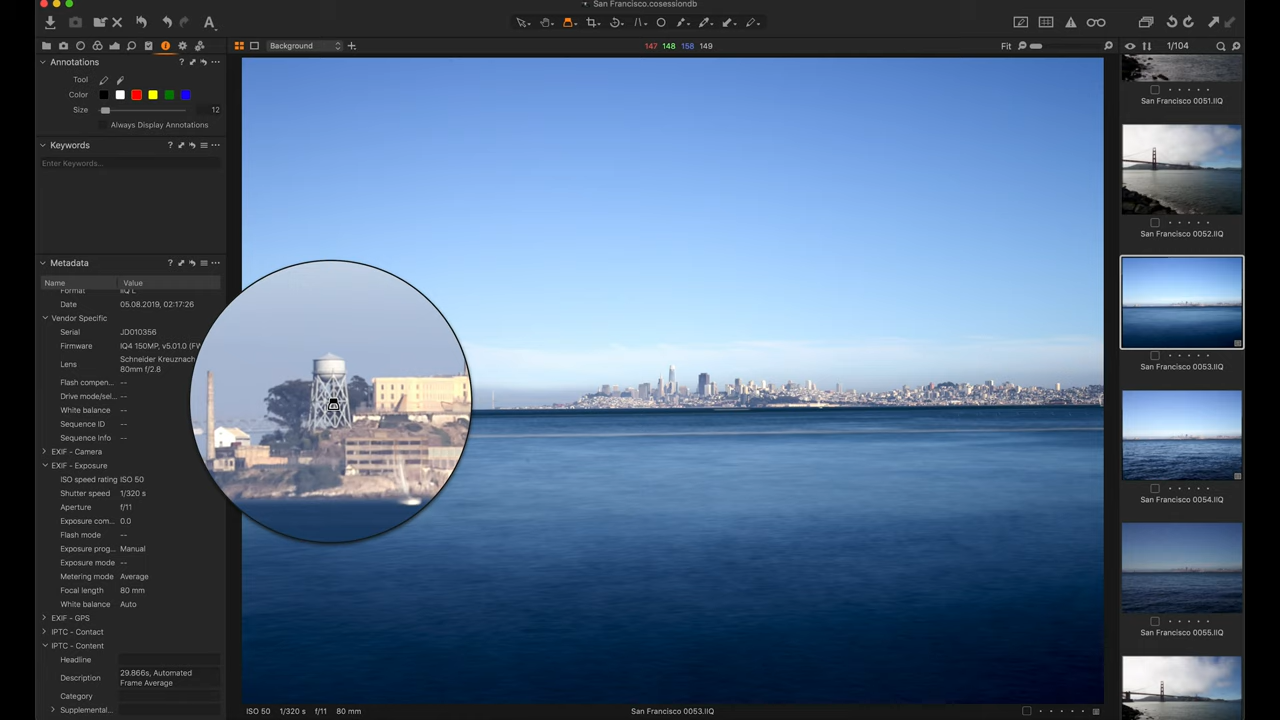 San Francisco.cosessiondb
Background
147 148 158 149
Fit
1/104
Annotations
?
Tool
Color
Size
12
Always Display Annotations
Keywords
?
Enter Keywords...
Metadata
?
Name Value
Format IIQ L
Date 05.08.2019, 02:17:26
Vendor Specific
Serial JD010356
Firmware IQ4 150MP, v5.01.0 (FW
Lens Schneider Kreuznach
80mm f/2.8
Flash compen... --
Drive mode/sel... --
White balance --
Sequence ID --
Sequence Info --
EXIF - Camera
EXIF - Exposure
ISO speed rating ISO 50
Shutter speed 1/320 s
Aperture f/11
Exposure com... 0.0
Flash mode --
Exposure prog... Manual
Exposure mode --
Metering mode Average
Focal length 80 mm
White balance Auto
EXIF - GPS
IPTC - Contact
IPTC - Content
Headline
Description 29.866s, Automated
Frame Average
Category
Supplemental...
ISO 50 1/320 s f/11 80 mm
San Francisco 0053.IIQ
San Francisco 0051.IIQ
San Francisco 0052.IIQ
San Francisco 0053.IIQ
San Francisco 0054.IIQ
San Francisco 0055.IIQ